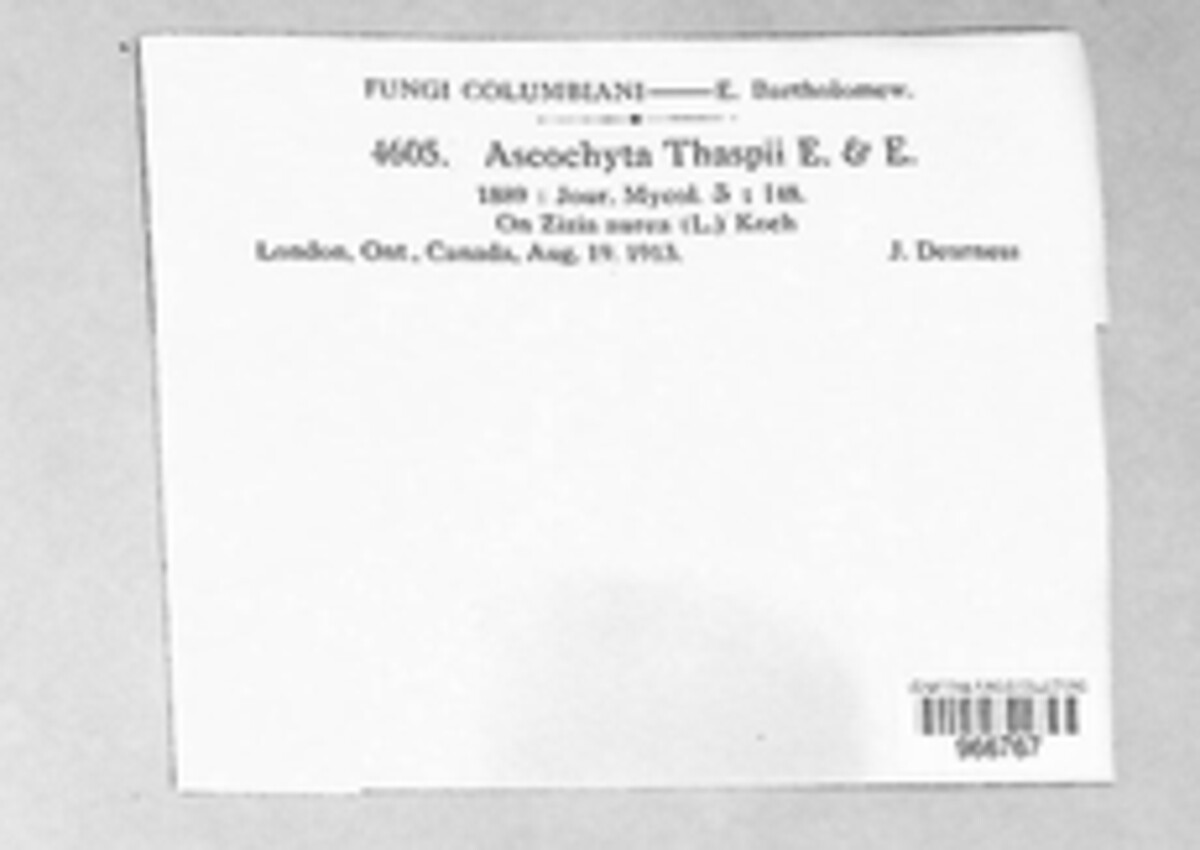 FUNGI COLUMBIANI——E. Bartholomew.
4605. Ascochyta Thaspii E. & E.
1889 : Jour. Mycol. 5 : 148.
On Zizia aurea (L.) Koch
London, Ont., Canada, Aug. 19. 1913. J. Dearness
966767